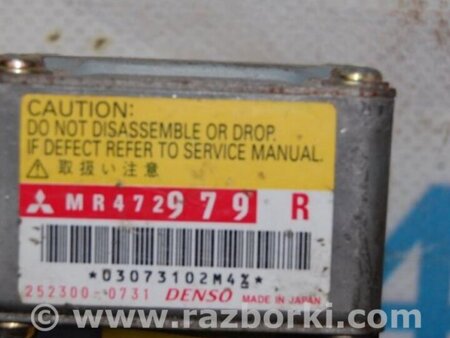 CAUTION:
DO NOT DISASSEMBLE OR DROP.
IF DEFECT REFER TO SERVICE MANUAL.
取扱い注意
MR472979 R
*03073102M4%*
252300-0731 DENSO MADE IN JAPAN
© www.razborki.com